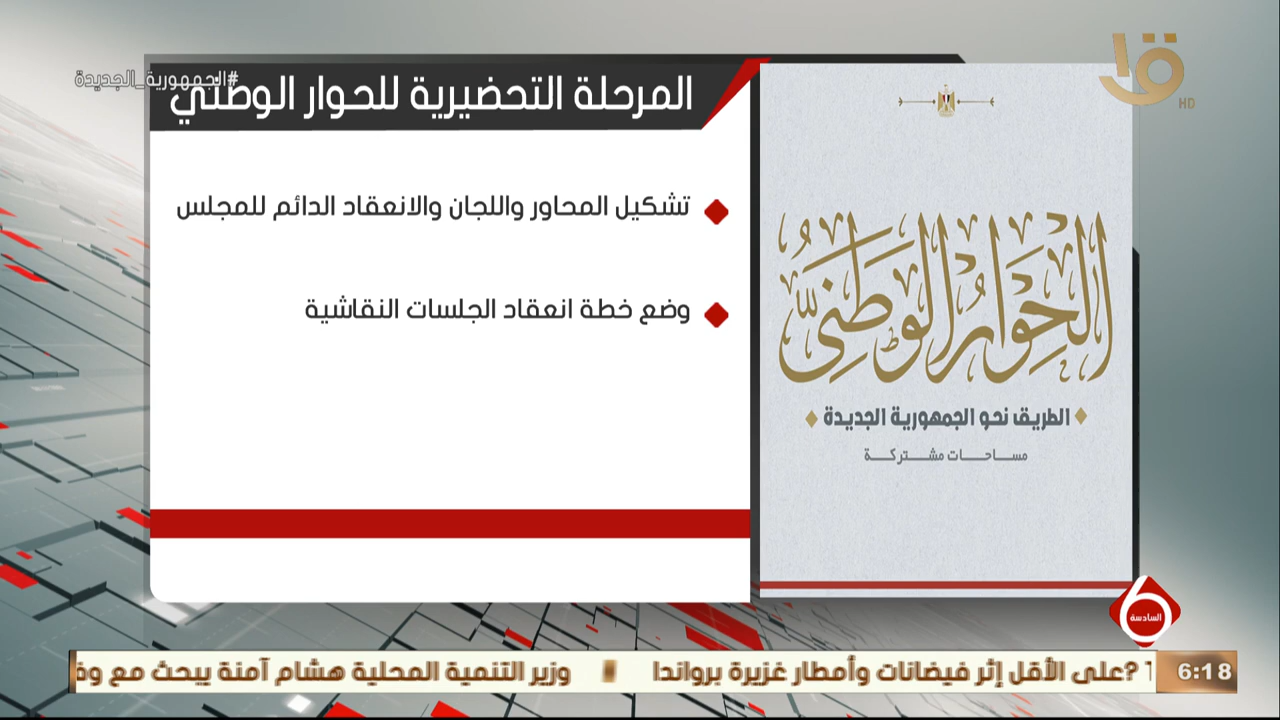 #الجمهورية_الجديدة
HD
المرحلة التحضيرية للحوار الوطني
تشكيل المحاور واللجان والانعقاد الدائم للمجلس
وضع خطة انعقاد الجلسات النقاشية
الحوار الوطني
الطريق نحو الجمهورية الجديدة
مساحات مشتركة
6
السادسة
?على الأقل إثر فيضانات وأمطار غزيرة برواندا
وزير التنمية المحلية هشام آمنة يبحث مع
6:18